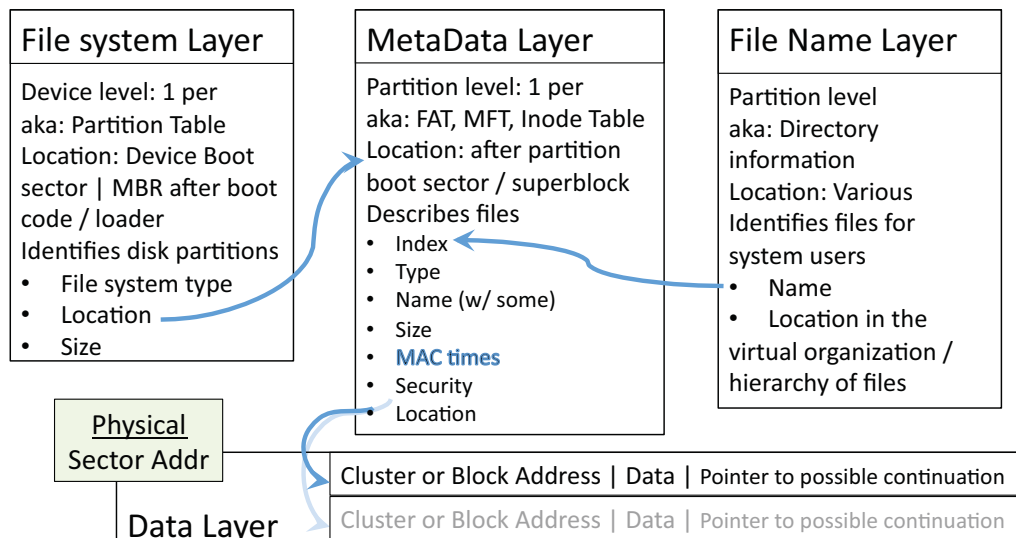 File system Layer
Device level: 1 per
aka: Partition Table
Location: Device Boot
sector | MBR after boot
code / loader
Identifies disk partitions
• File system type
• Location
• Size
MetaData Layer
Partition level: 1 per
aka: FAT, MFT, Inode Table
Location: after partition
boot sector / superblock
Describes files
• Index
• Type
• Name (w/ some)
• Size
• MAC times
• Security
• Location
File Name Layer
Partition level
aka: Directory
information
Location: Various
Identifies files for
system users
• Name
• Location in the
virtual organization /
hierarchy of files
Physical
Sector Addr
Cluster or Block Address | Data | Pointer to possible continuation
Cluster or Block Address | Data | Pointer to possible continuation
Data Layer